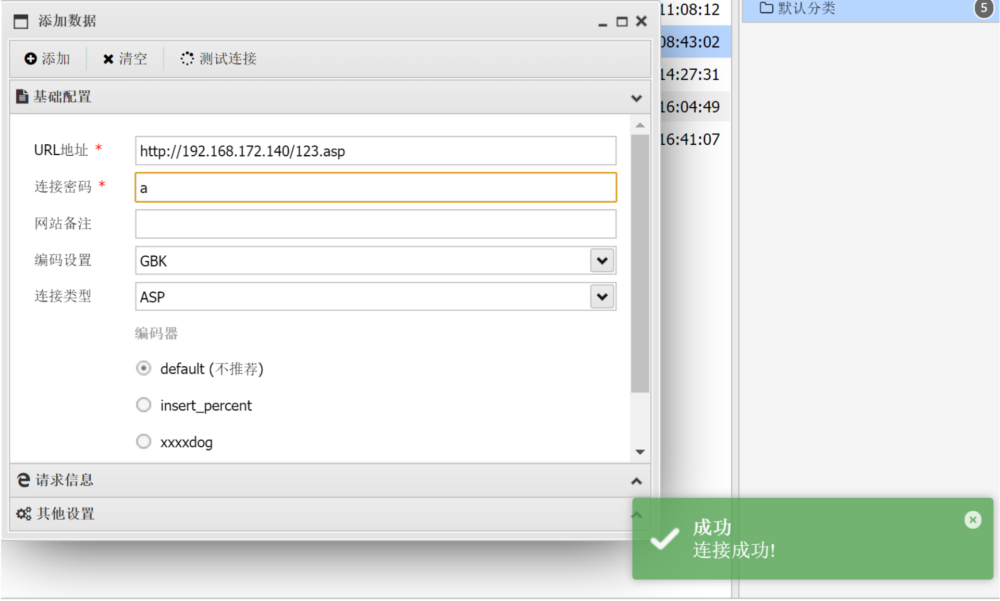 添加数据
添加 清空 测试连接
基础配置
URL地址 * http://192.168.172.140/123.asp
连接密码 * a
网站备注
编码设置 GBK
连接类型 ASP
编码器
default (不推荐)
insert_percent
xxxxdog
请求信息
其他设置
11:08:12
08:43:02
14:27:31
16:04:49
16:41:07
默认分类 5
成功
连接成功!